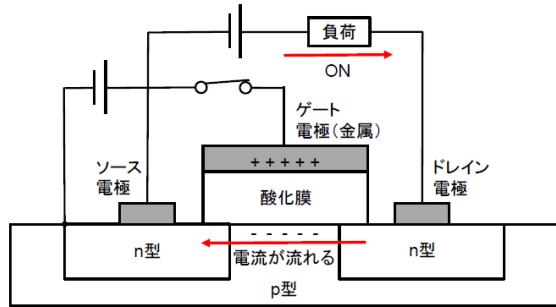 負荷
ON
ゲート
電極(金属)
ソース
電極
ドレイン
電極
+ + + + +
酸化膜
- - - - -
電流が流れる
n型
n型
p型